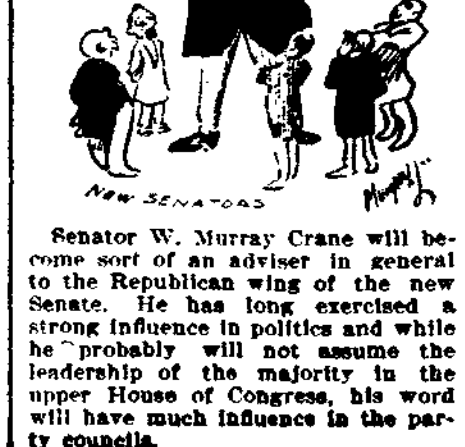 NEW SENATORS
Senator W. Murray Crane will be-
come sort of an adviser in general
to the Republican wing of the new
Senate. He has long exercised a
strong influence in politics and while
he probably will not assume the
leadership of the majority in the
upper House of Congress, his word
will have much influence in the par-
ty councils.